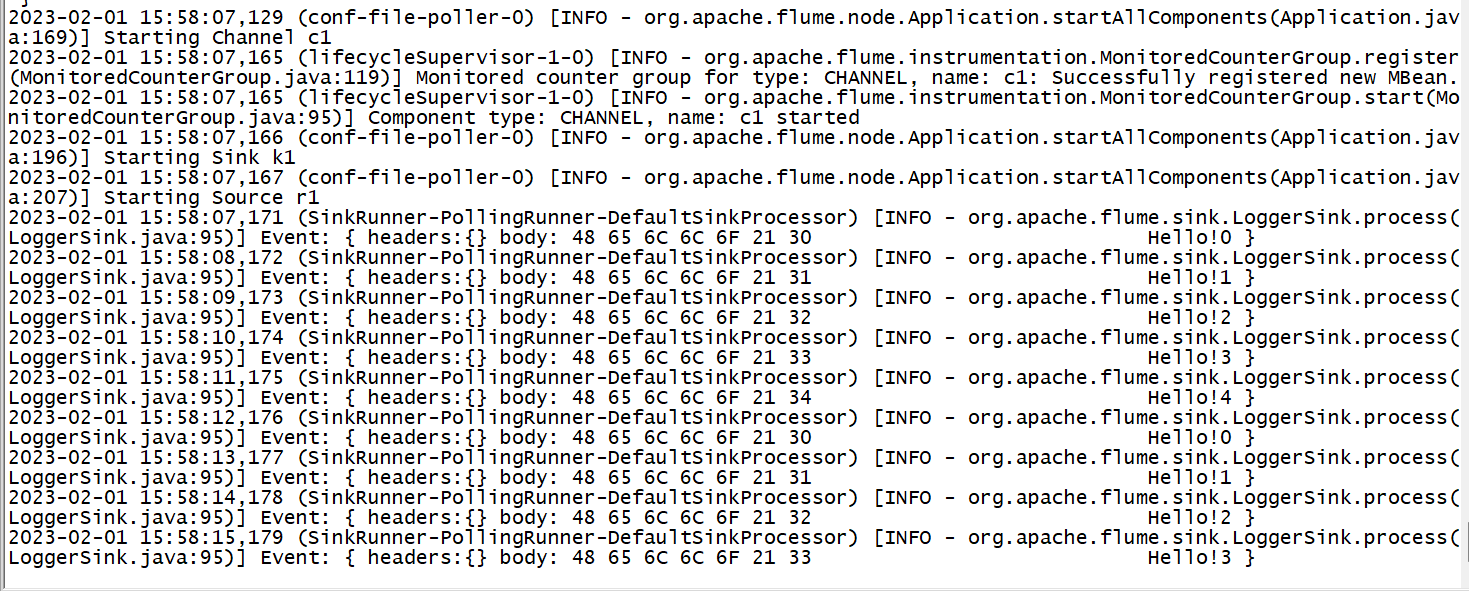 2023-02-01 15:58:07,129 (conf-file-poller-0) [INFO - org.apache.flume.node.Application.startAllComponents(Application.jav
a:169)] Starting Channel c1
2023-02-01 15:58:07,165 (lifecycleSupervisor-1-0) [INFO - org.apache.flume.instrumentation.MonitoredCounterGroup.register
(MonitoredCounterGroup.java:119)] Monitored counter group for type: CHANNEL, name: c1: Successfully registered new MBean.
2023-02-01 15:58:07,165 (lifecycleSupervisor-1-0) [INFO - org.apache.flume.instrumentation.MonitoredCounterGroup.start(Mo
nitoredCounterGroup.java:95)] Component type: CHANNEL, name: c1 started
2023-02-01 15:58:07,166 (conf-file-poller-0) [INFO - org.apache.flume.node.Application.startAllComponents(Application.jav
a:196)] Starting Sink k1
2023-02-01 15:58:07,167 (conf-file-poller-0) [INFO - org.apache.flume.node.Application.startAllComponents(Application.jav
a:207)] Starting Source r1
2023-02-01 15:58:07,171 (SinkRunner-PollingRunner-DefaultSinkProcessor) [INFO - org.apache.flume.sink.LoggerSink.process(
LoggerSink.java:95)] Event: { headers:{} body: 48 65 6C 6C 6F 21 30                            Hello!0 }
2023-02-01 15:58:08,172 (SinkRunner-PollingRunner-DefaultSinkProcessor) [INFO - org.apache.flume.sink.LoggerSink.process(
LoggerSink.java:95)] Event: { headers:{} body: 48 65 6C 6C 6F 21 31                            Hello!1 }
2023-02-01 15:58:09,173 (SinkRunner-PollingRunner-DefaultSinkProcessor) [INFO - org.apache.flume.sink.LoggerSink.process(
LoggerSink.java:95)] Event: { headers:{} body: 48 65 6C 6C 6F 21 32                            Hello!2 }
2023-02-01 15:58:10,174 (SinkRunner-PollingRunner-DefaultSinkProcessor) [INFO - org.apache.flume.sink.LoggerSink.process(
LoggerSink.java:95)] Event: { headers:{} body: 48 65 6C 6C 6F 21 33                            Hello!3 }
2023-02-01 15:58:11,175 (SinkRunner-PollingRunner-DefaultSinkProcessor) [INFO - org.apache.flume.sink.LoggerSink.process(
LoggerSink.java:95)] Event: { headers:{} body: 48 65 6C 6C 6F 21 34                            Hello!4 }
2023-02-01 15:58:12,176 (SinkRunner-PollingRunner-DefaultSinkProcessor) [INFO - org.apache.flume.sink.LoggerSink.process(
LoggerSink.java:95)] Event: { headers:{} body: 48 65 6C 6C 6F 21 30                            Hello!0 }
2023-02-01 15:58:13,177 (SinkRunner-PollingRunner-DefaultSinkProcessor) [INFO - org.apache.flume.sink.LoggerSink.process(
LoggerSink.java:95)] Event: { headers:{} body: 48 65 6C 6C 6F 21 31                            Hello!1 }
2023-02-01 15:58:14,178 (SinkRunner-PollingRunner-DefaultSinkProcessor) [INFO - org.apache.flume.sink.LoggerSink.process(
LoggerSink.java:95)] Event: { headers:{} body: 48 65 6C 6C 6F 21 32                            Hello!2 }
2023-02-01 15:58:15,179 (SinkRunner-PollingRunner-DefaultSinkProcessor) [INFO - org.apache.flume.sink.LoggerSink.process(
LoggerSink.java:95)] Event: { headers:{} body: 48 65 6C 6C 6F 21 33                            Hello!3 }